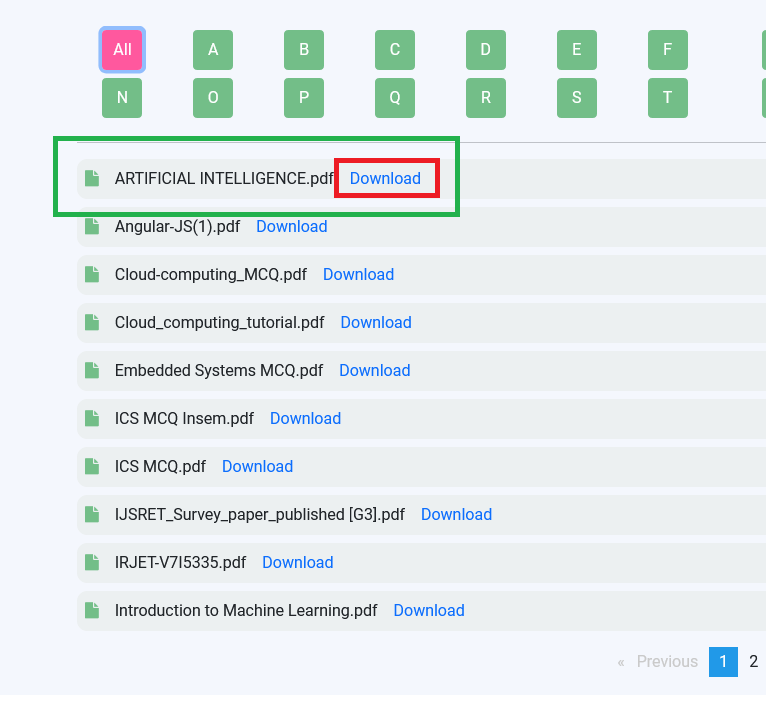 All A B C D E F
N O P Q R S T
ARTIFICIAL INTELLIGENCE.pdf Download
Angular-JS(1).pdf Download
Cloud-computing_MCQ.pdf Download
Cloud_computing_tutorial.pdf Download
Embedded Systems MCQ.pdf Download
ICS MCQ Insem.pdf Download
ICS MCQ.pdf Download
IJSRET_Survey_paper_published [G3].pdf Download
IRJET-V7I5335.pdf Download
Introduction to Machine Learning.pdf Download
« Previous 1 2